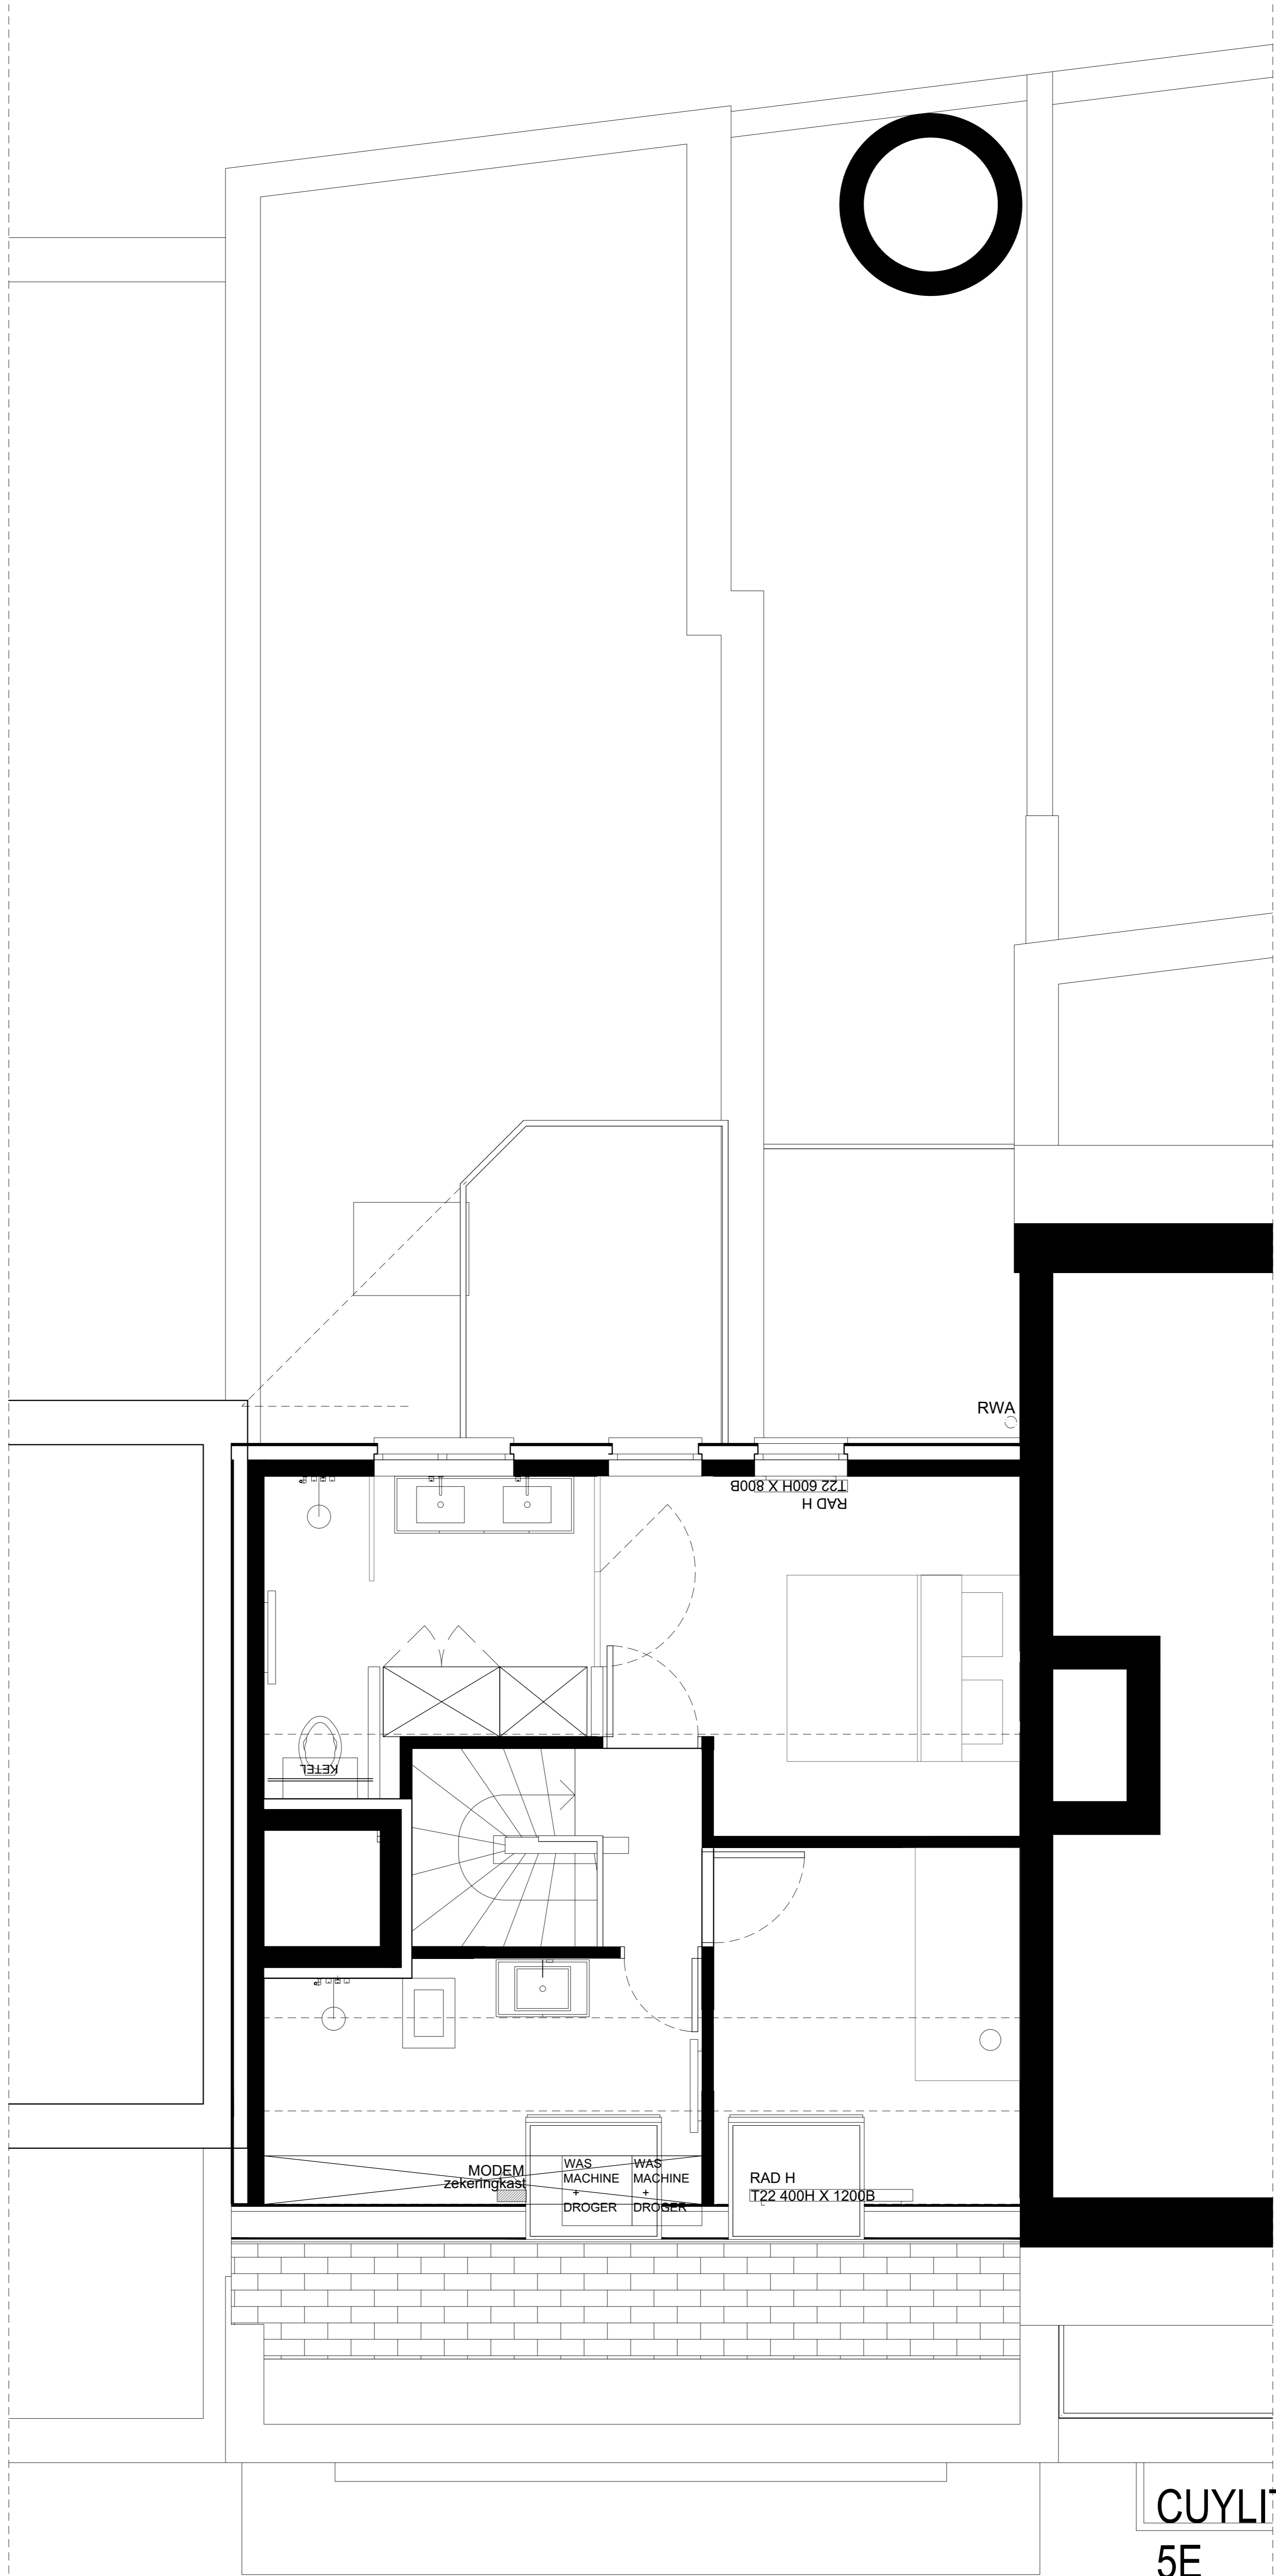 RWA
T22 600H X 800B
RAD H
KETEL
MODEM
zekeringkast
WAS
MACHINE
+
DROGER
WAS
MACHINE
+
DROGER
RAD H
T22 400H X 1200B
5E